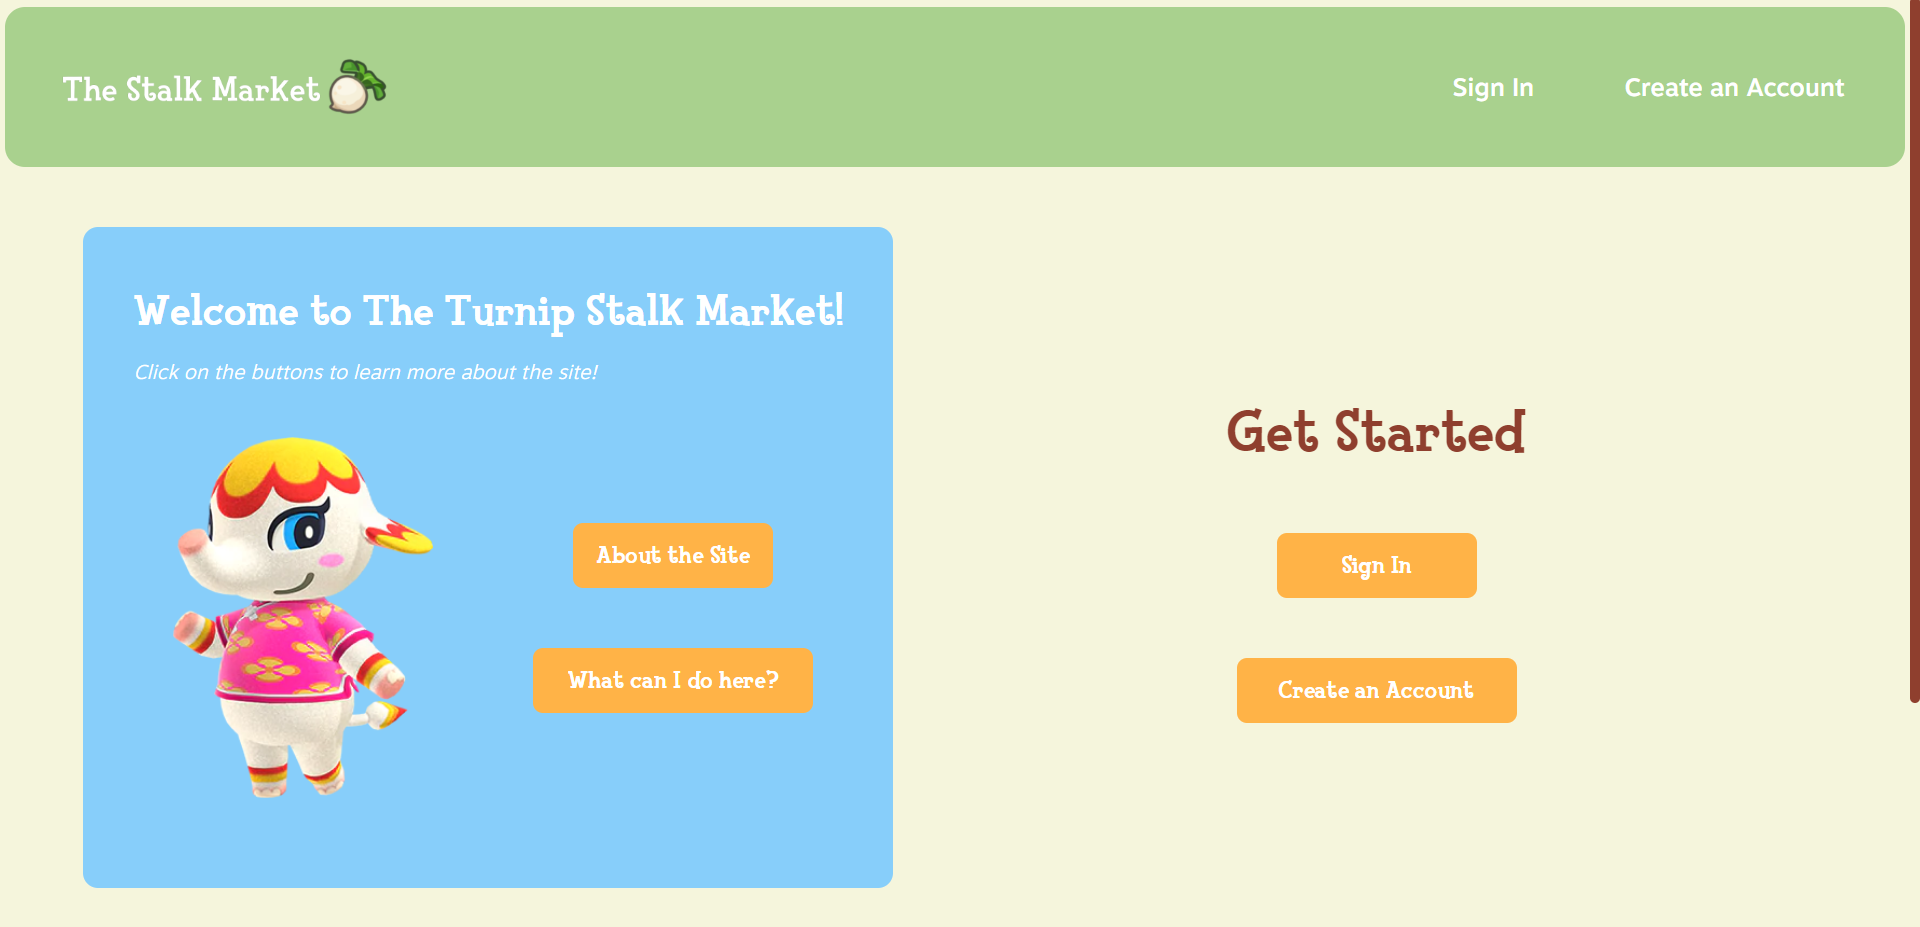 The Stalk Market
Sign In
Create an Account
Welcome to The Turnip Stalk Market!
Click on the buttons to learn more about the site!
About the Site
What can I do here?
Get Started
Sign In
Create an Account